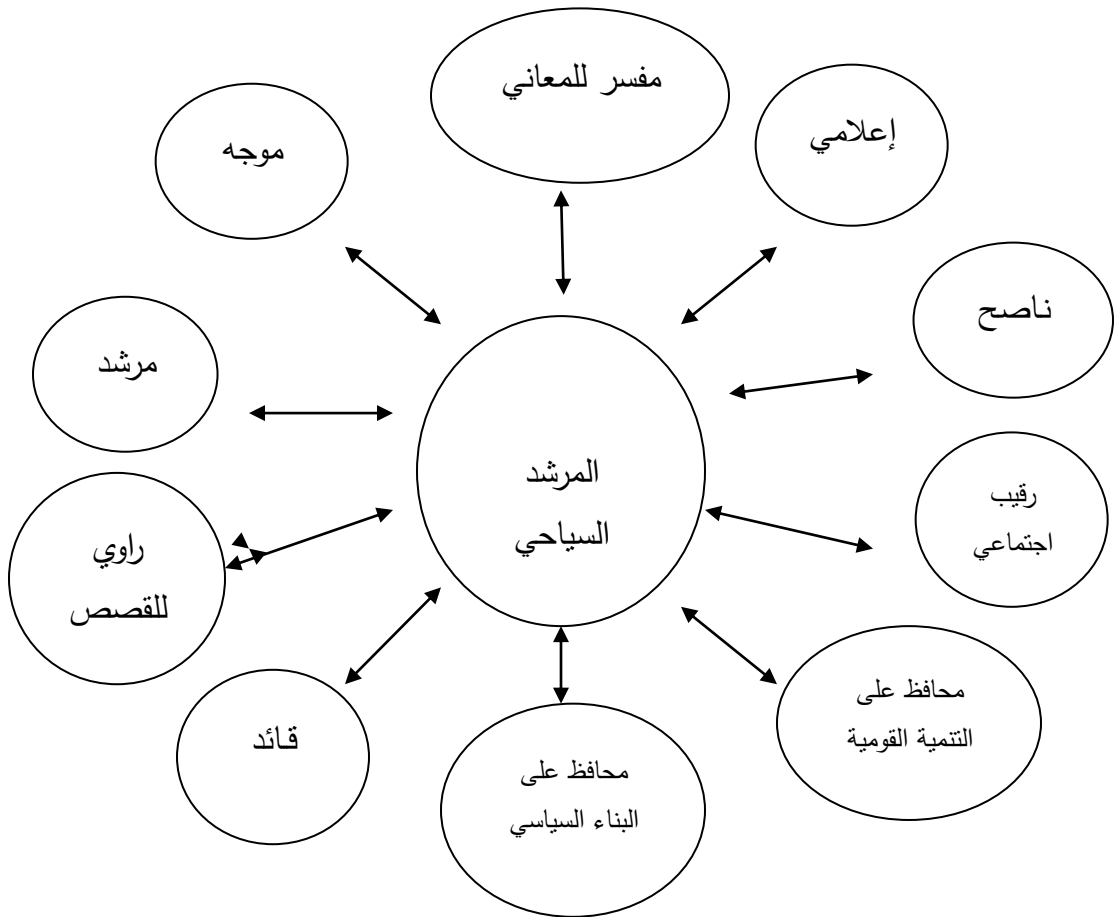 مفسر للمعاني
إعلامي
موجه
ناصح
مرشد
المرشد
السياحي
رقيب
اجتماعي
راوي
للقصص
محافظ على
التنمية القومية
قائد
محافظ على
البناء السياسي